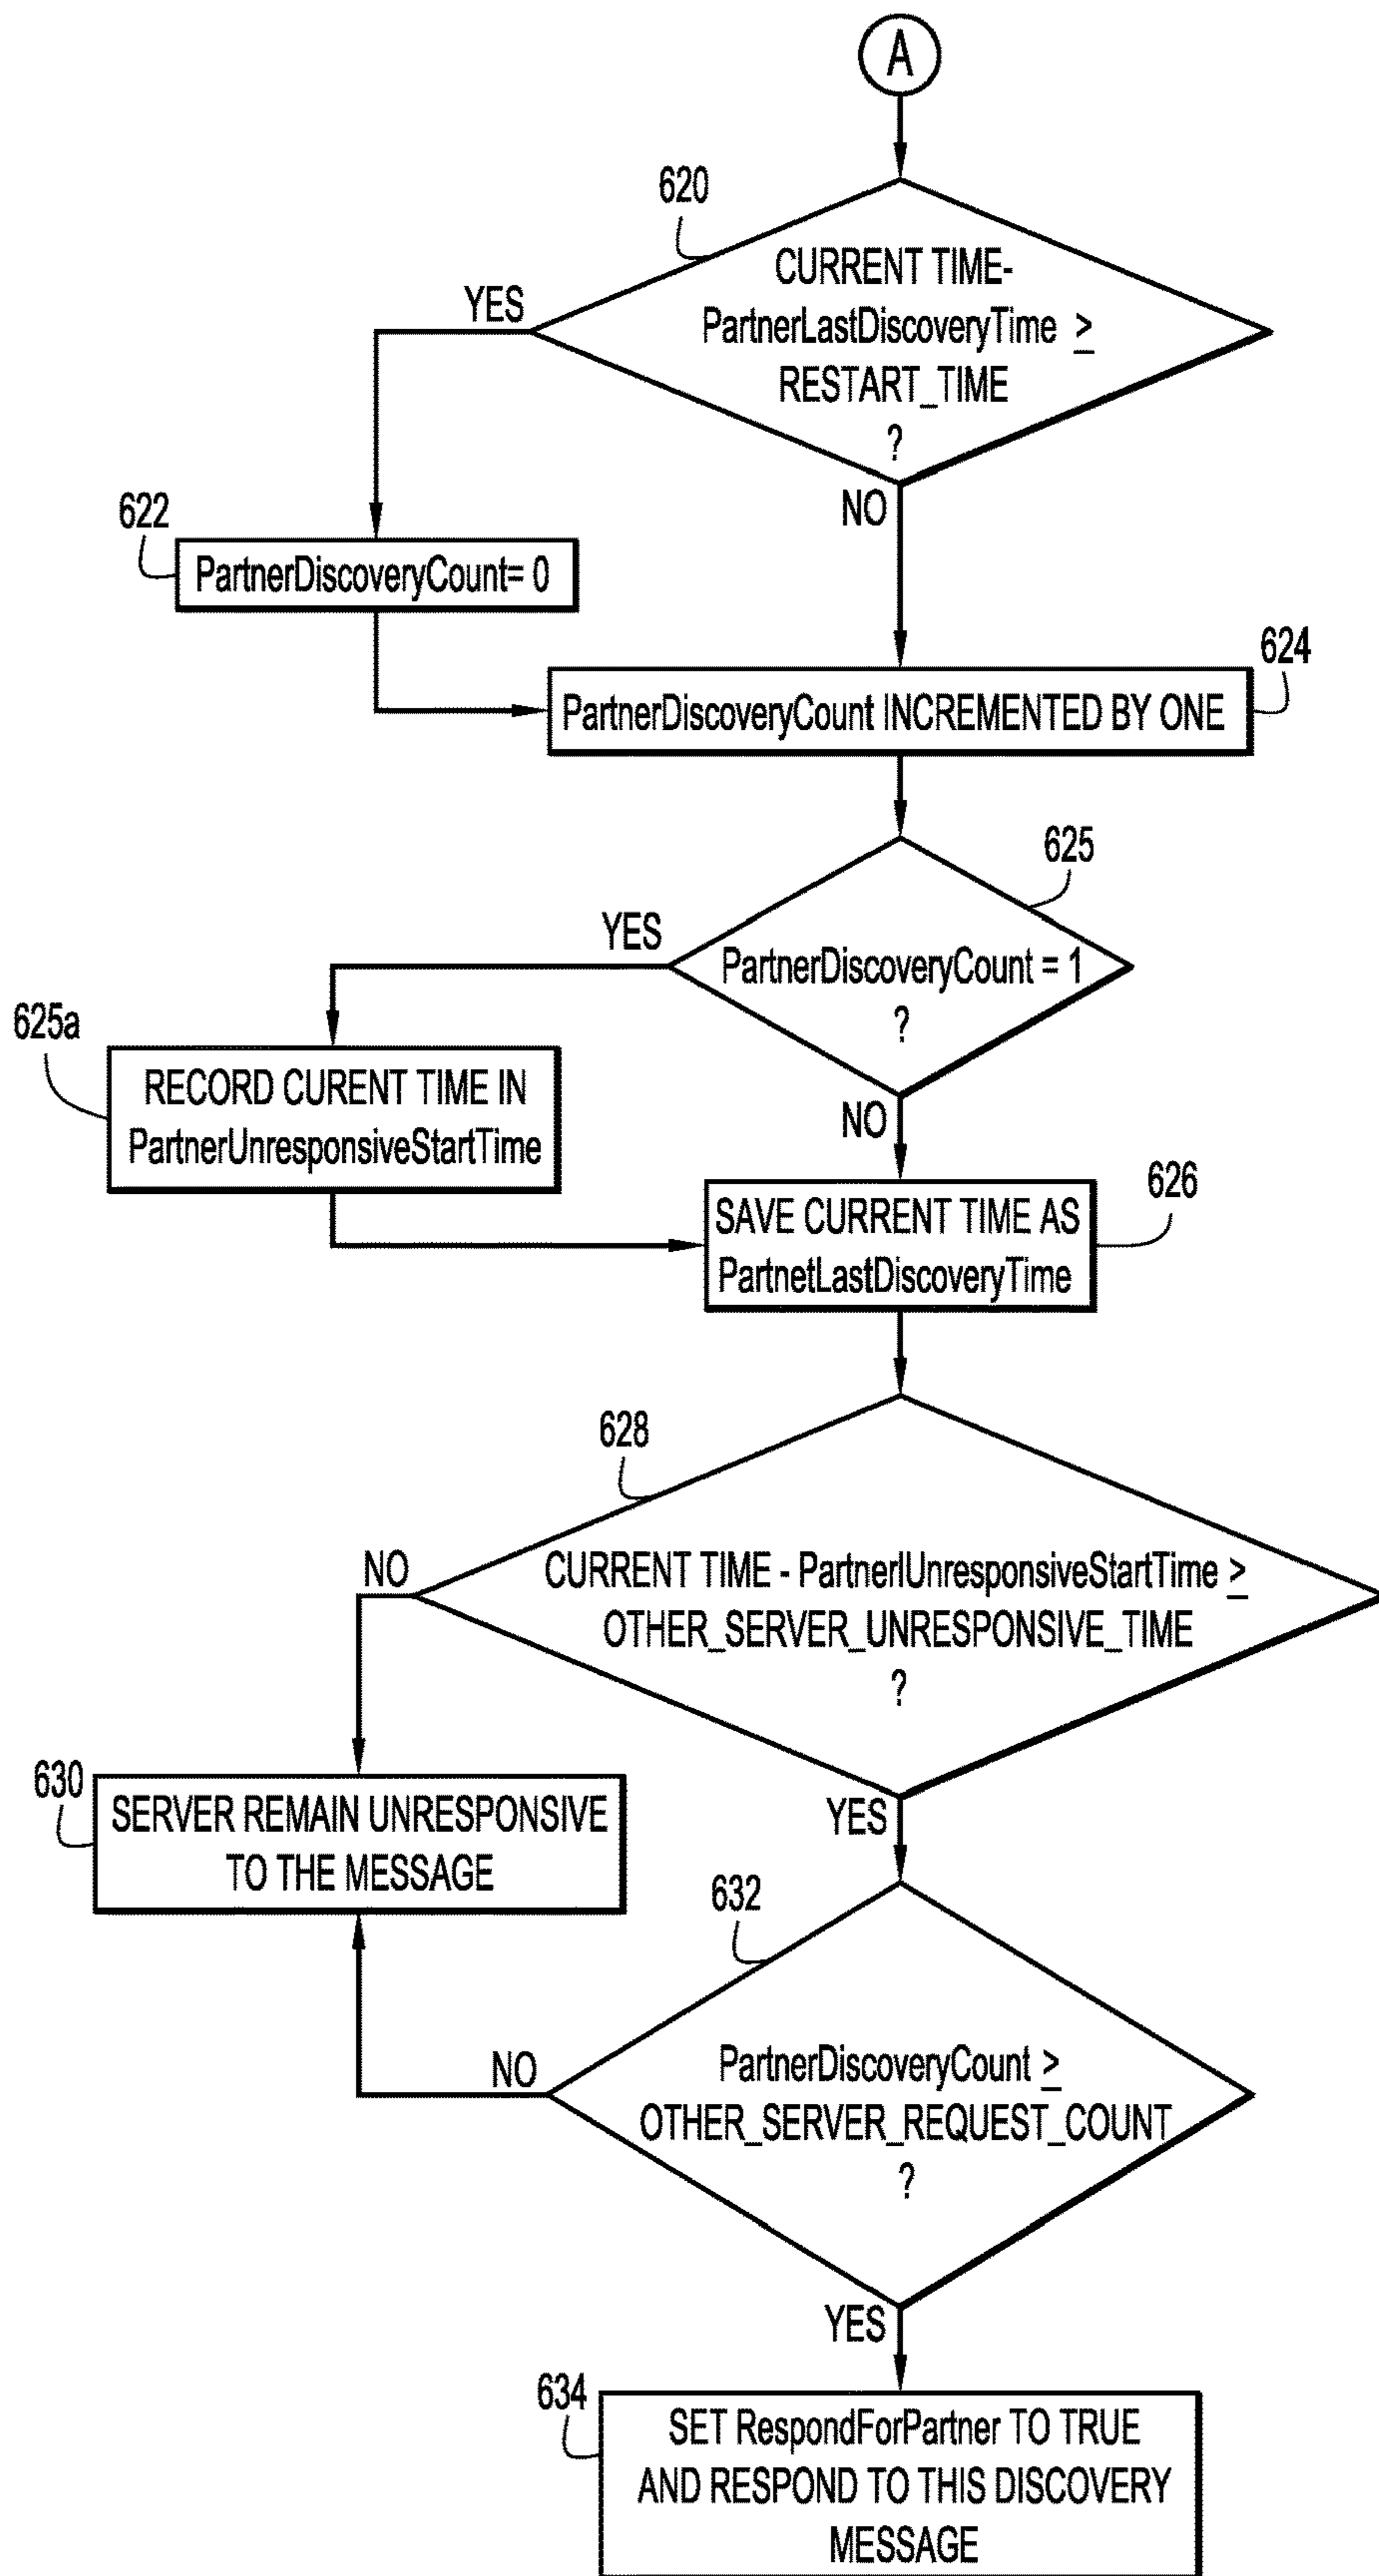 A
620
CURRENT TIME-
YES
PartnerLastDiscoveryTime ≥
RESTART_TIME
?
NO
622
PartnerDiscoveryCount= 0
624
PartnerDiscoveryCount INCREMENTED BY ONE
625
YES
PartnerDiscoveryCount = 1
?
625a
RECORD CURENT TIME IN
PartnerUnresponsiveStartTime
NO
626
SAVE CURRENT TIME AS
PartnetLastDiscoveryTime
628
NO
CURRENT TIME - PartnerlUnresponsiveStartTime ≥
OTHER_SERVER_UNRESPONSIVE_TIME
?
630
SERVER REMAIN UNRESPONSIVE
TO THE MESSAGE
YES
632
NO
PartnerDiscoveryCount ≥
OTHER_SERVER_REQUEST_COUNT
?
YES
634
SET RespondForPartner TO TRUE
AND RESPOND TO THIS DISCOVERY
MESSAGE